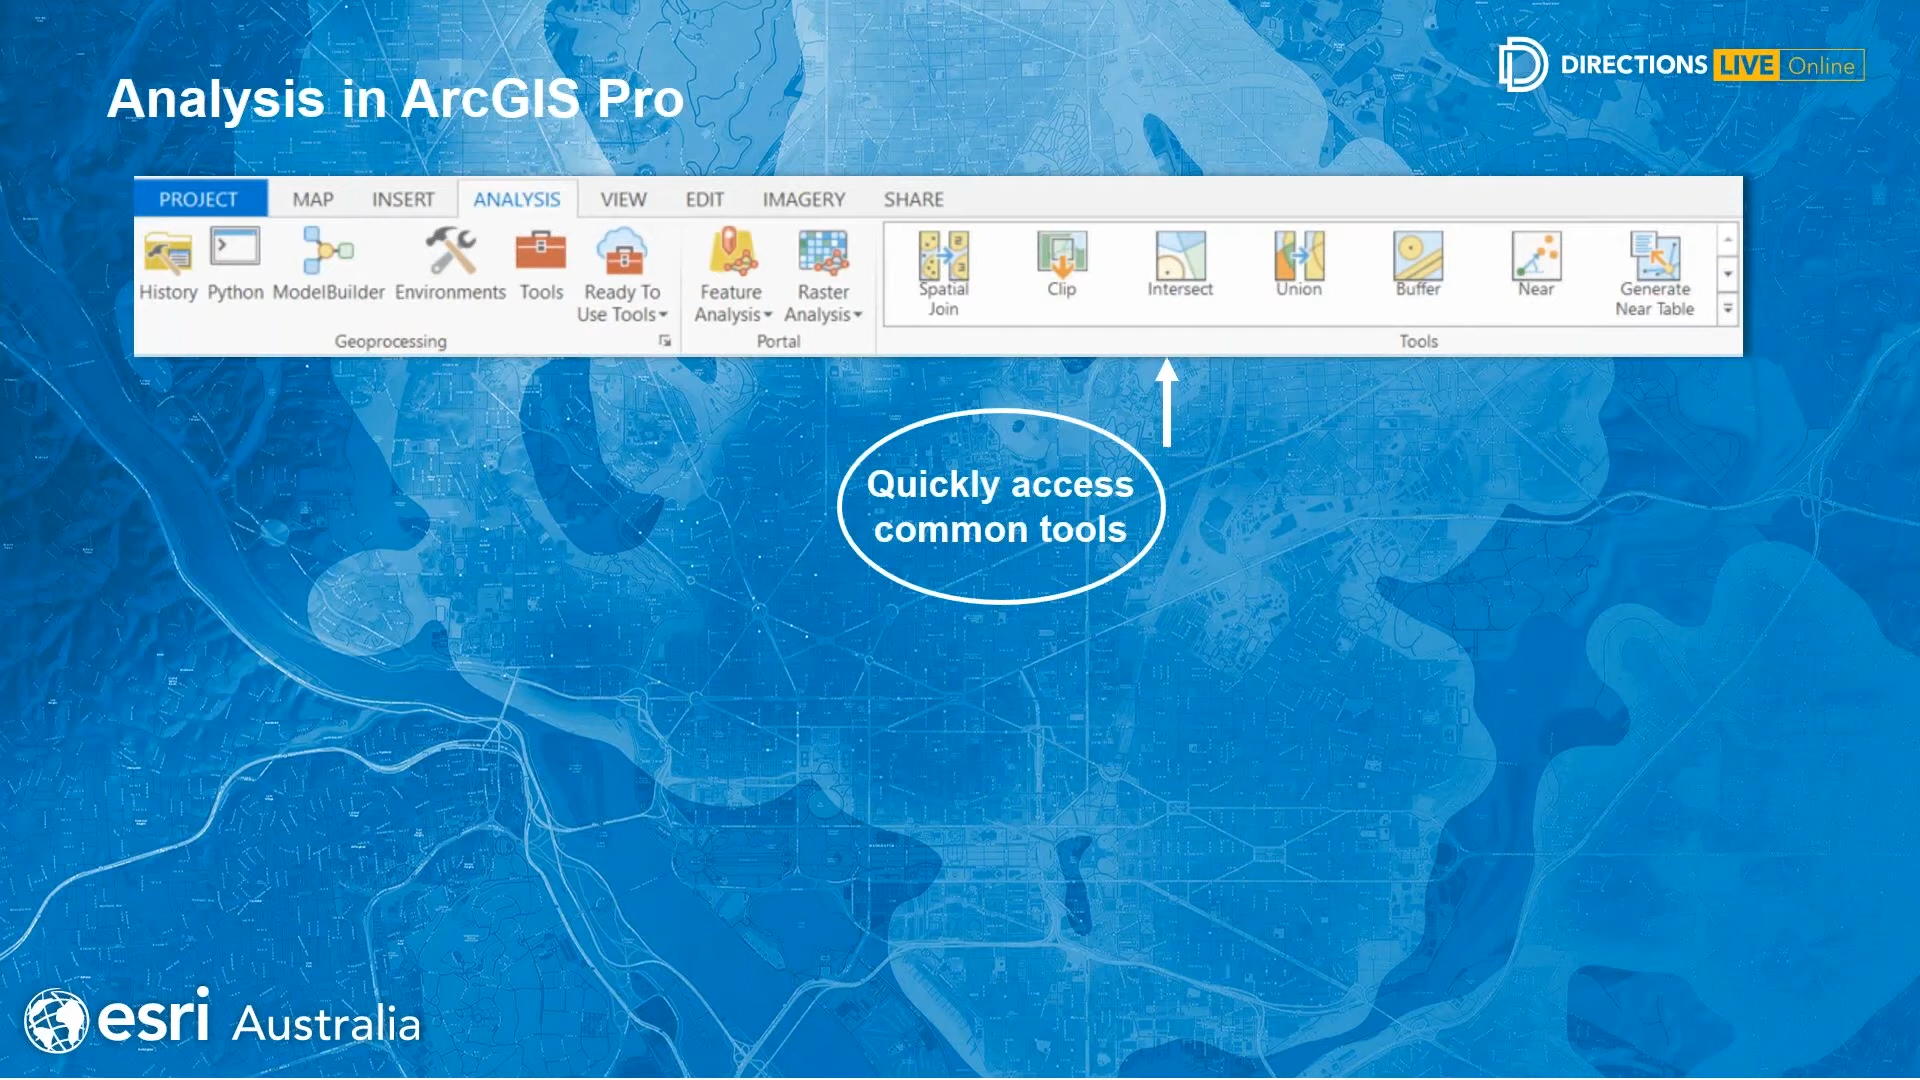 Analysis in ArcGIS Pro
DIRECTIONS LIVE Online
PROJECT MAP INSERT ANALYSIS VIEW EDIT IMAGERY SHARE
History Python ModelBuilder Environments Tools Ready To Use Tools
Geoprocessing
Feature Analysis Raster Analysis
Portal
Spatial Join Clip Intersect Union Buffer Near Generate Near Table
Tools
Quickly access
common tools
esri Australia